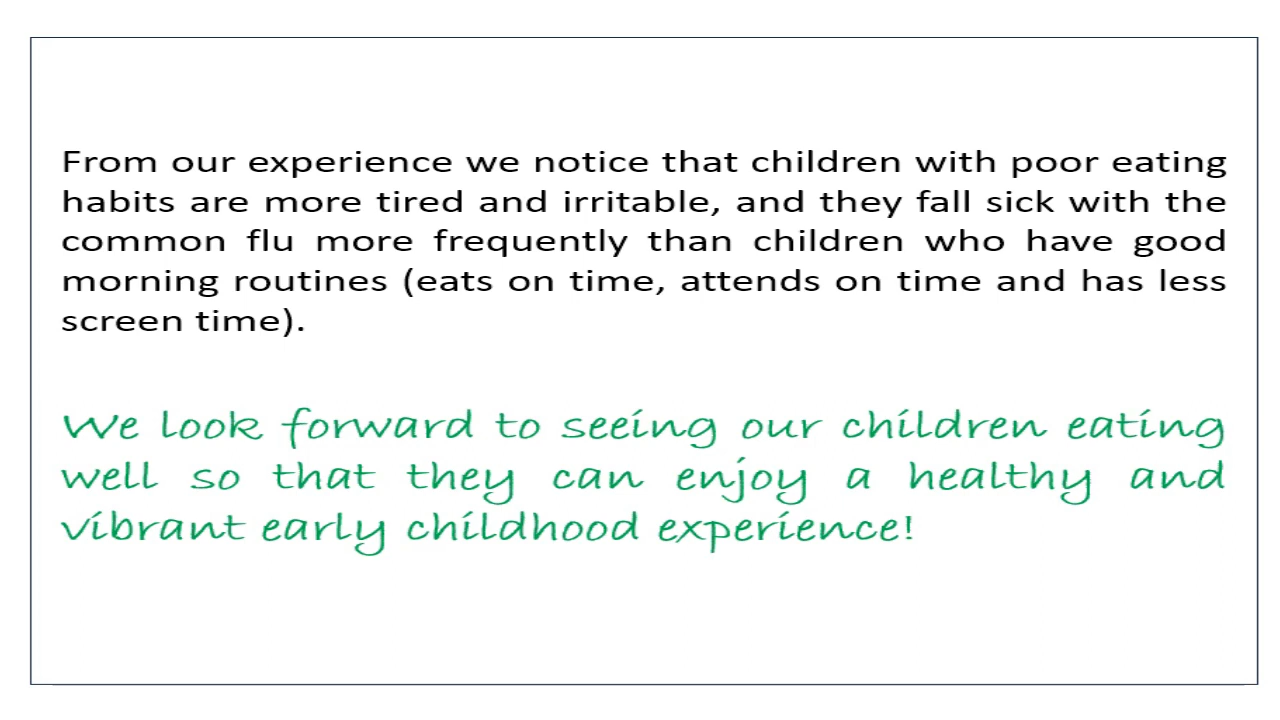 From our experience we notice that children with poor eating
habits are more tired and irritable, and they fall sick with the
common flu more frequently than children who have good
morning routines (eats on time, attends on time and has less
screen time).
We look forward to seeing our children eating
well so that they can enjoy a healthy and
vibrant early childhood experience!